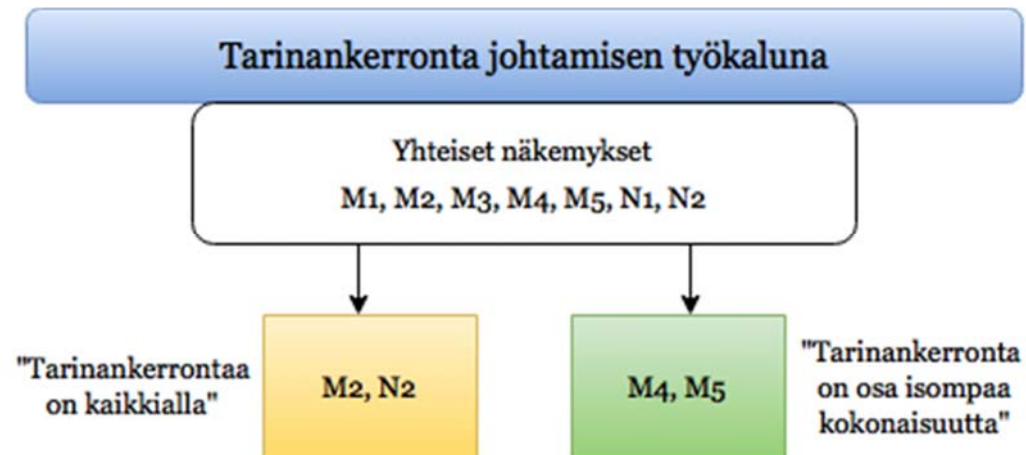 Tarinankerronta johtamisen työkaluna
Yhteiset näkemykset
M1, M2, M3, M4, M5, N1, N2
"Tarinankerrontaa
on kaikkialla"
M2, N2
M4, M5
"Tarinankerronta
on osa isompaa
kokonaisuutta"